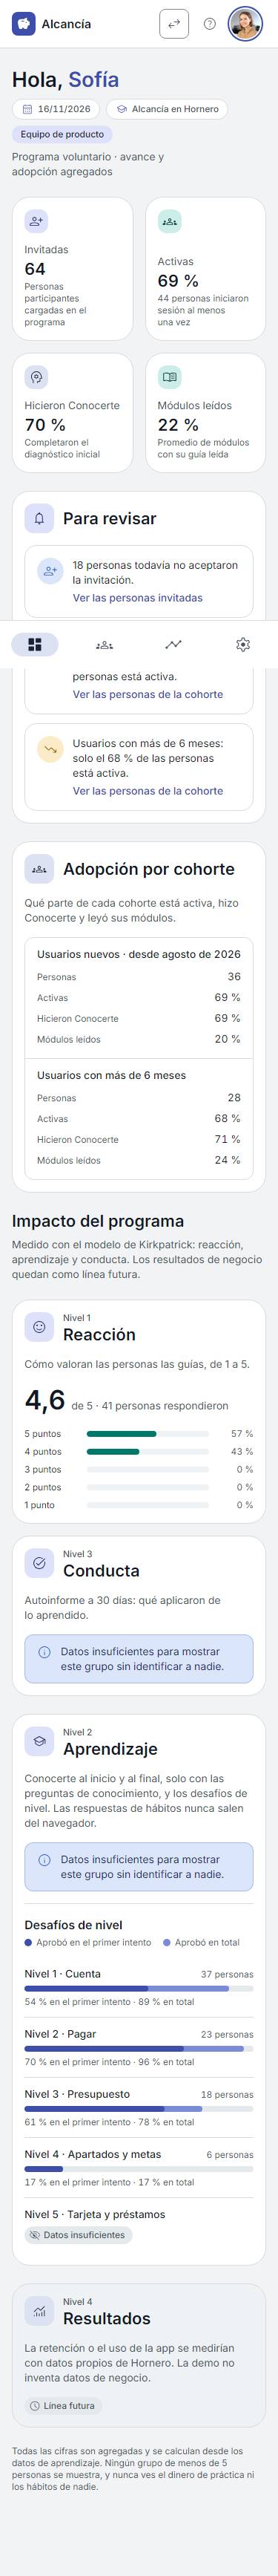 Alcancía
Hola, Sofía
16/11/2026
Alcancía en Hornero
Equipo de producto
Programa voluntario · avance y
adopción agregados
Invitadas
64
Personas
participantes
cargadas en el
programa
Activas
69 %
44 personas iniciaron
sesión al menos
una vez
Hicieron Conocerte
70 %
Completaron el
diagnóstico inicial
Módulos leídos
22 %
Promedio de módulos
con su guía leída
Para revisar
18 personas todavía no aceptaron
la invitación.
Ver las personas invitadas
personas está activa.
Ver las personas de la cohorte
Usuarios con más de 6 meses:
solo el 68 % de las personas
está activa.
Ver las personas de la cohorte
Adopción por cohorte
Qué parte de cada cohorte está activa, hizo
Conocerte y leyó sus módulos.
Usuarios nuevos · desde agosto de 2026
Personas 36
Activas 69 %
Hicieron Conocerte 69 %
Módulos leídos 20 %
Usuarios con más de 6 meses
Personas 28
Activas 68 %
Hicieron Conocerte 71 %
Módulos leídos 24 %
Impacto del programa
Medido con el modelo de Kirkpatrick: reacción,
aprendizaje y conducta. Los resultados de negocio
quedan como línea futura.
Nivel 1
Reacción
Cómo valoran las personas las guías, de 1 a 5.
4,6 de 5 · 41 personas respondieron
5 puntos 57 %
4 puntos 43 %
3 puntos 0 %
2 puntos 0 %
1 punto 0 %
Nivel 3
Conducta
Autoinforme a 30 días: qué aplicaron de
lo aprendido.
Datos insuficientes para mostrar
este grupo sin identificar a nadie.
Nivel 2
Aprendizaje
Conocerte al inicio y al final, solo con las
preguntas de conocimiento, y los desafíos de
nivel. Las respuestas de hábitos nunca salen
del navegador.
Datos insuficientes para mostrar
este grupo sin identificar a nadie.
Desafíos de nivel
Aprobó en el primer intento
Aprobó en total
Nivel 1 · Cuenta 37 personas
54 % en el primer intento · 89 % en total
Nivel 2 · Pagar 23 personas
70 % en el primer intento · 96 % en total
Nivel 3 · Presupuesto 18 personas
61 % en el primer intento · 78 % en total
Nivel 4 · Apartados y metas 6 personas
17 % en el primer intento · 17 % en total
Nivel 5 · Tarjeta y préstamos
Datos insuficientes
Nivel 4
Resultados
La retención o el uso de la app se medirían
con datos propios de Hornero. La demo no
inventa datos de negocio.
Línea futura
Todas las cifras son agregadas y se calculan desde los
datos de aprendizaje. Ningún grupo de menos de 5
personas se muestra, y nunca ves el dinero de práctica ni
los hábitos de nadie.